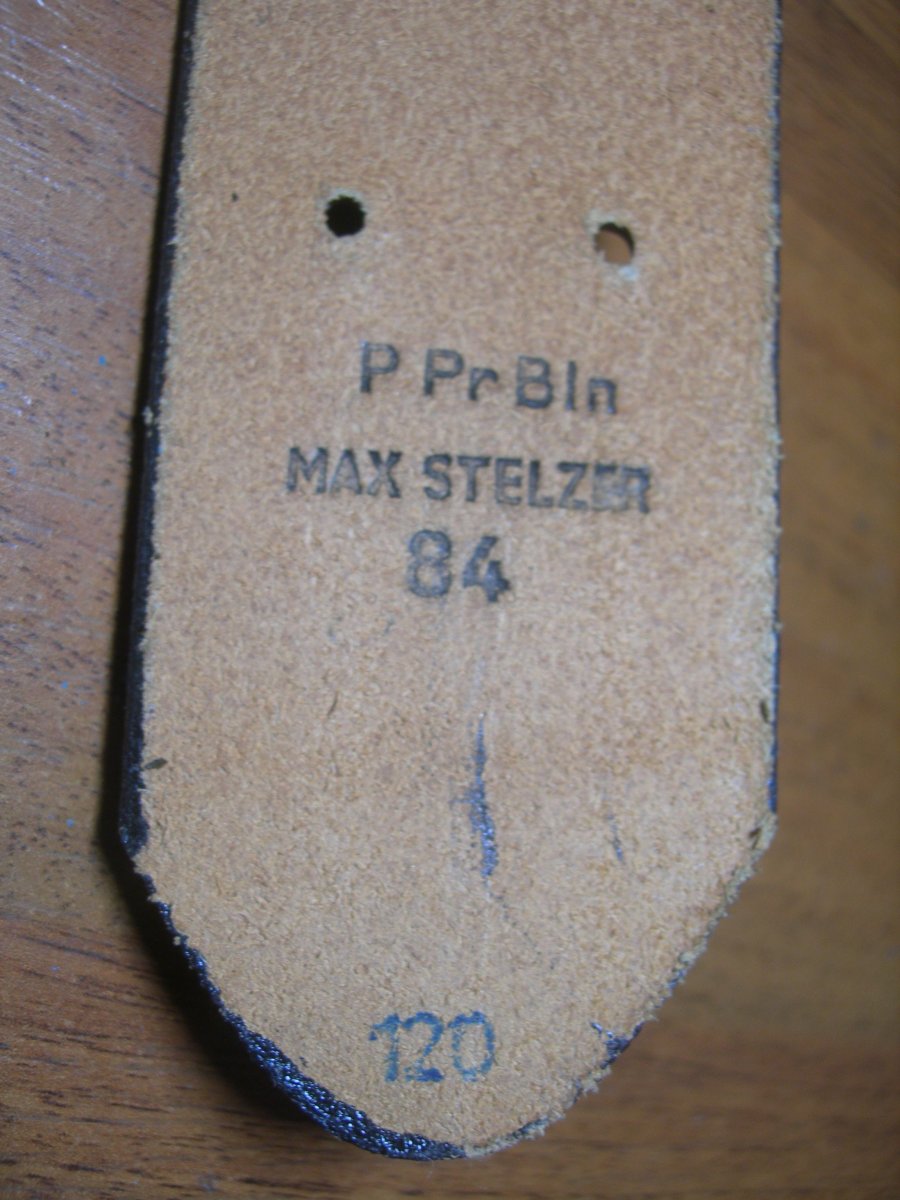 P Pr Bln
MAX STELZER
84
120